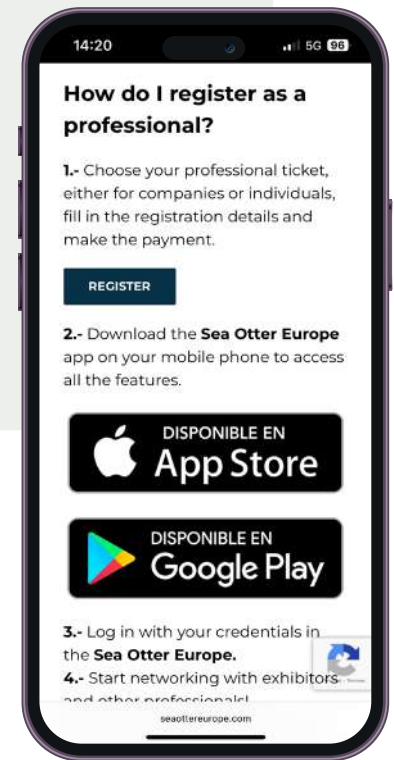 14:20
5G 96
How do I register as a
professional?
1.- Choose your professional ticket,
either for companies or individuals,
fill in the registration details and
make the payment.
REGISTER
2.- Download the Sea Otter Europe
app on your mobile phone to access
all the features.
DISPONIBLE EN
App Store
DISPONIBLE EN
Google Play
3.- Log in with your credentials in
the Sea Otter Europe.
4.- Start networking with exhibitors
and other professionals!
seaottereurope.com